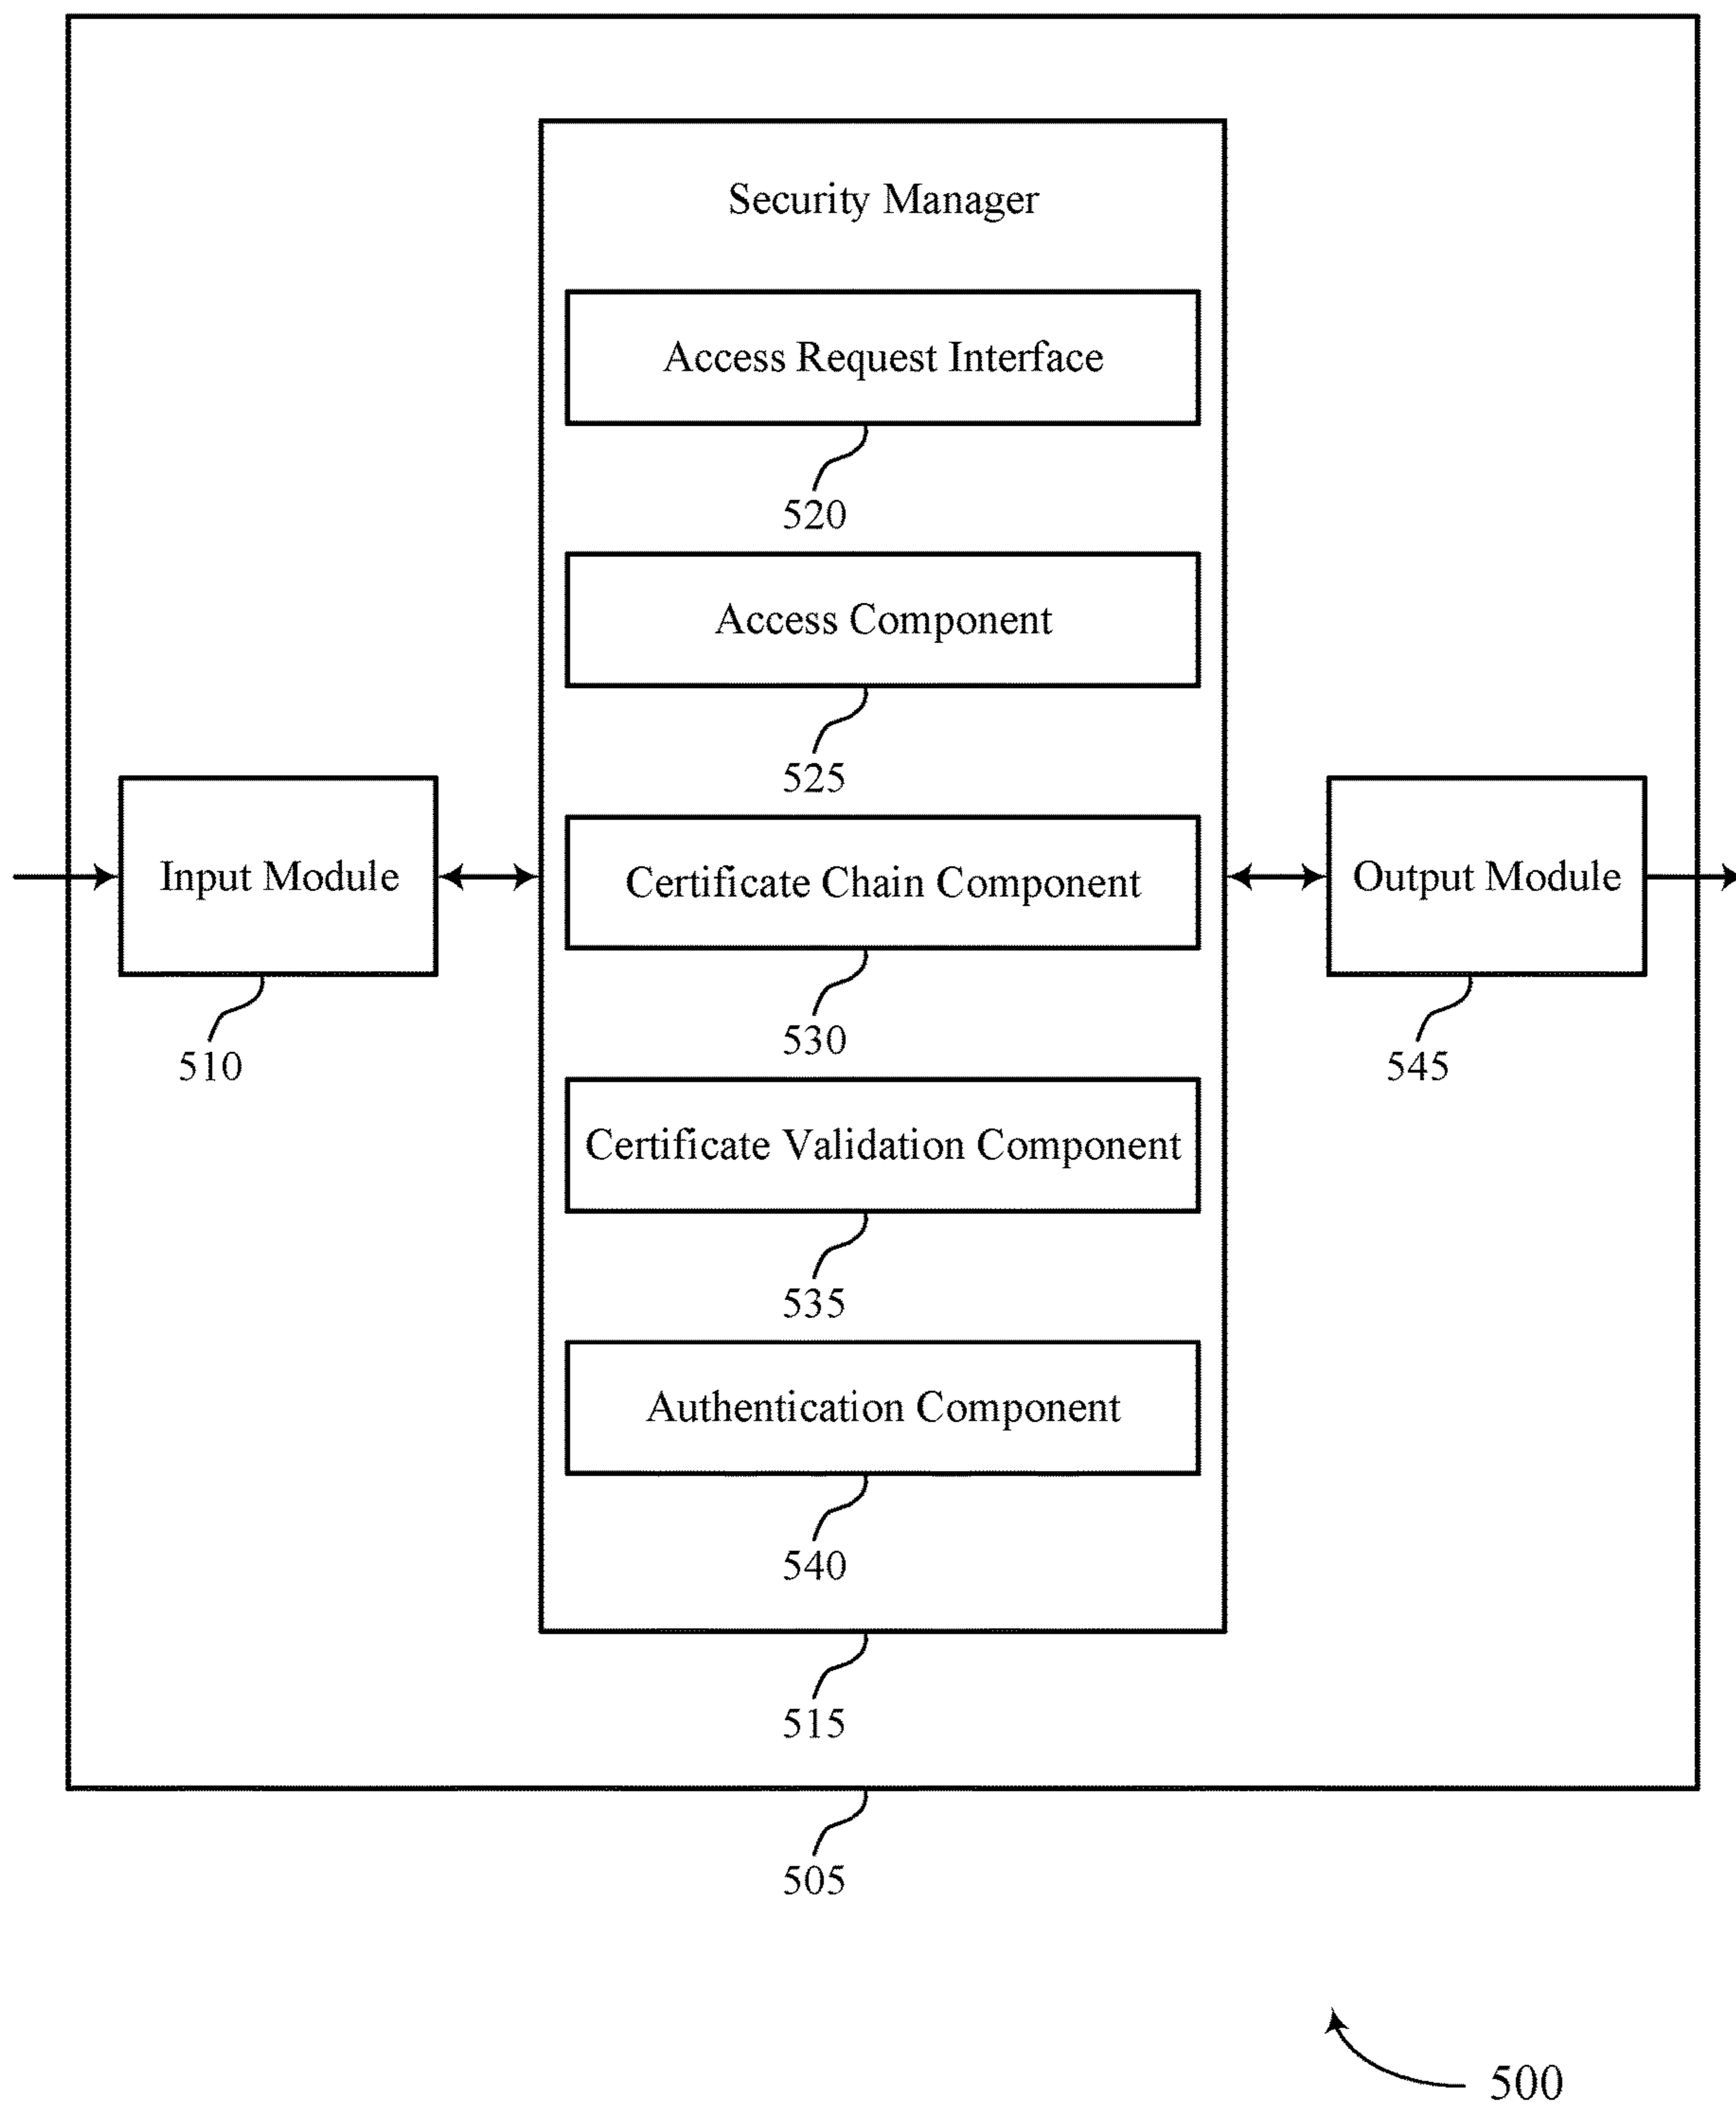 Security Manager
Access Request Interface
520
Access Component
525
Input Module
510
Certificate Chain Component
530
Output Module
545
Certificate Validation Component
535
Authentication Component
540
515
505
500